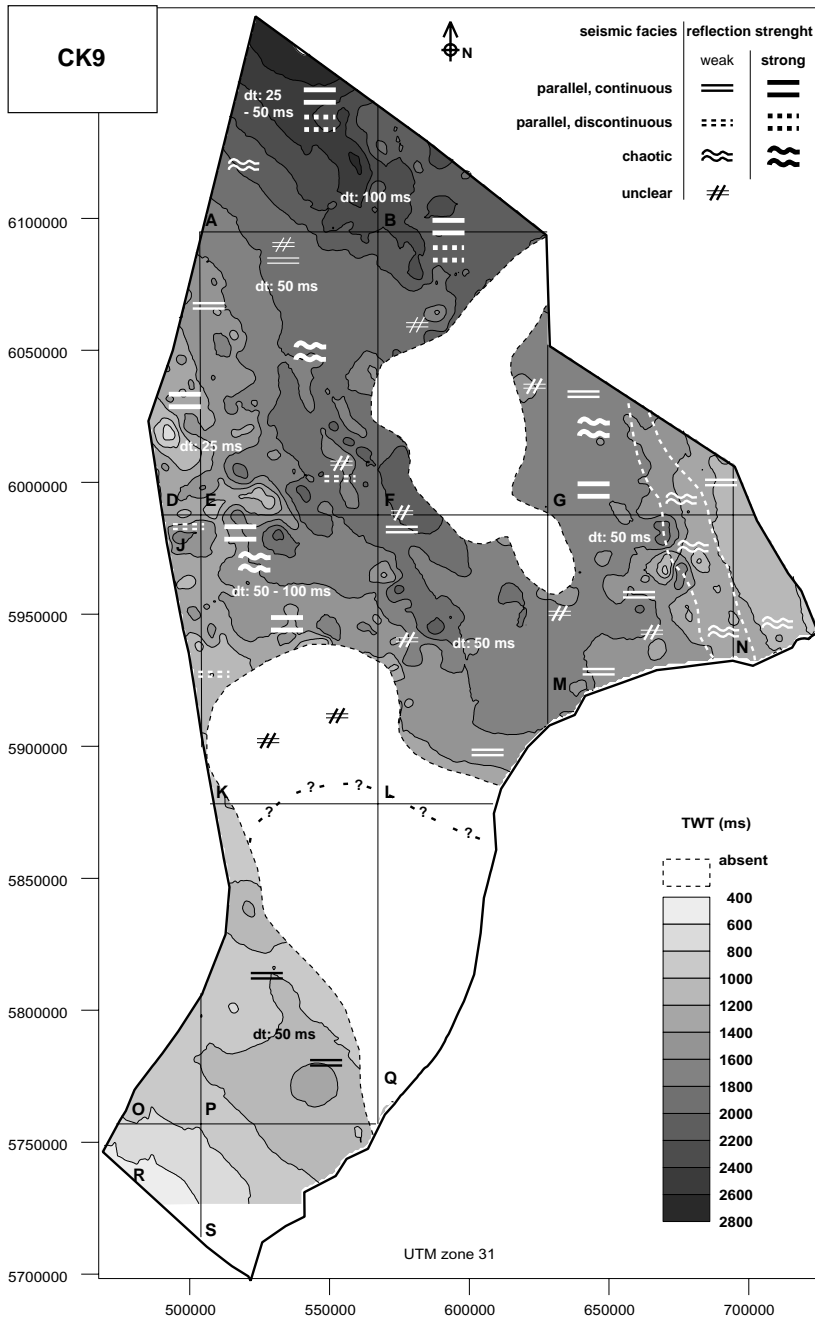 CK9
N
seismic facies reflection strenght
weak strong
parallel, continuous
parallel, discontinuous
chaotic
unclear
dt: 25
- 50 ms
dt: 100 ms
6100000
A B
dt: 50 ms
6050000
dt: 25 ms
6000000
D E F G
dt: 50 ms
J
dt: 50 - 100 ms
5950000
dt: 50 ms
N
M
5900000
K L
? ? ? ? ?
TWT (ms)
absent
5850000
400
600
800
1000
1200
1400
1600
1800
2000
2200
2400
2600
2800
5800000
dt: 50 ms
Q
O P
5750000
R
S
UTM zone 31
5700000
500000 550000 600000 650000 700000